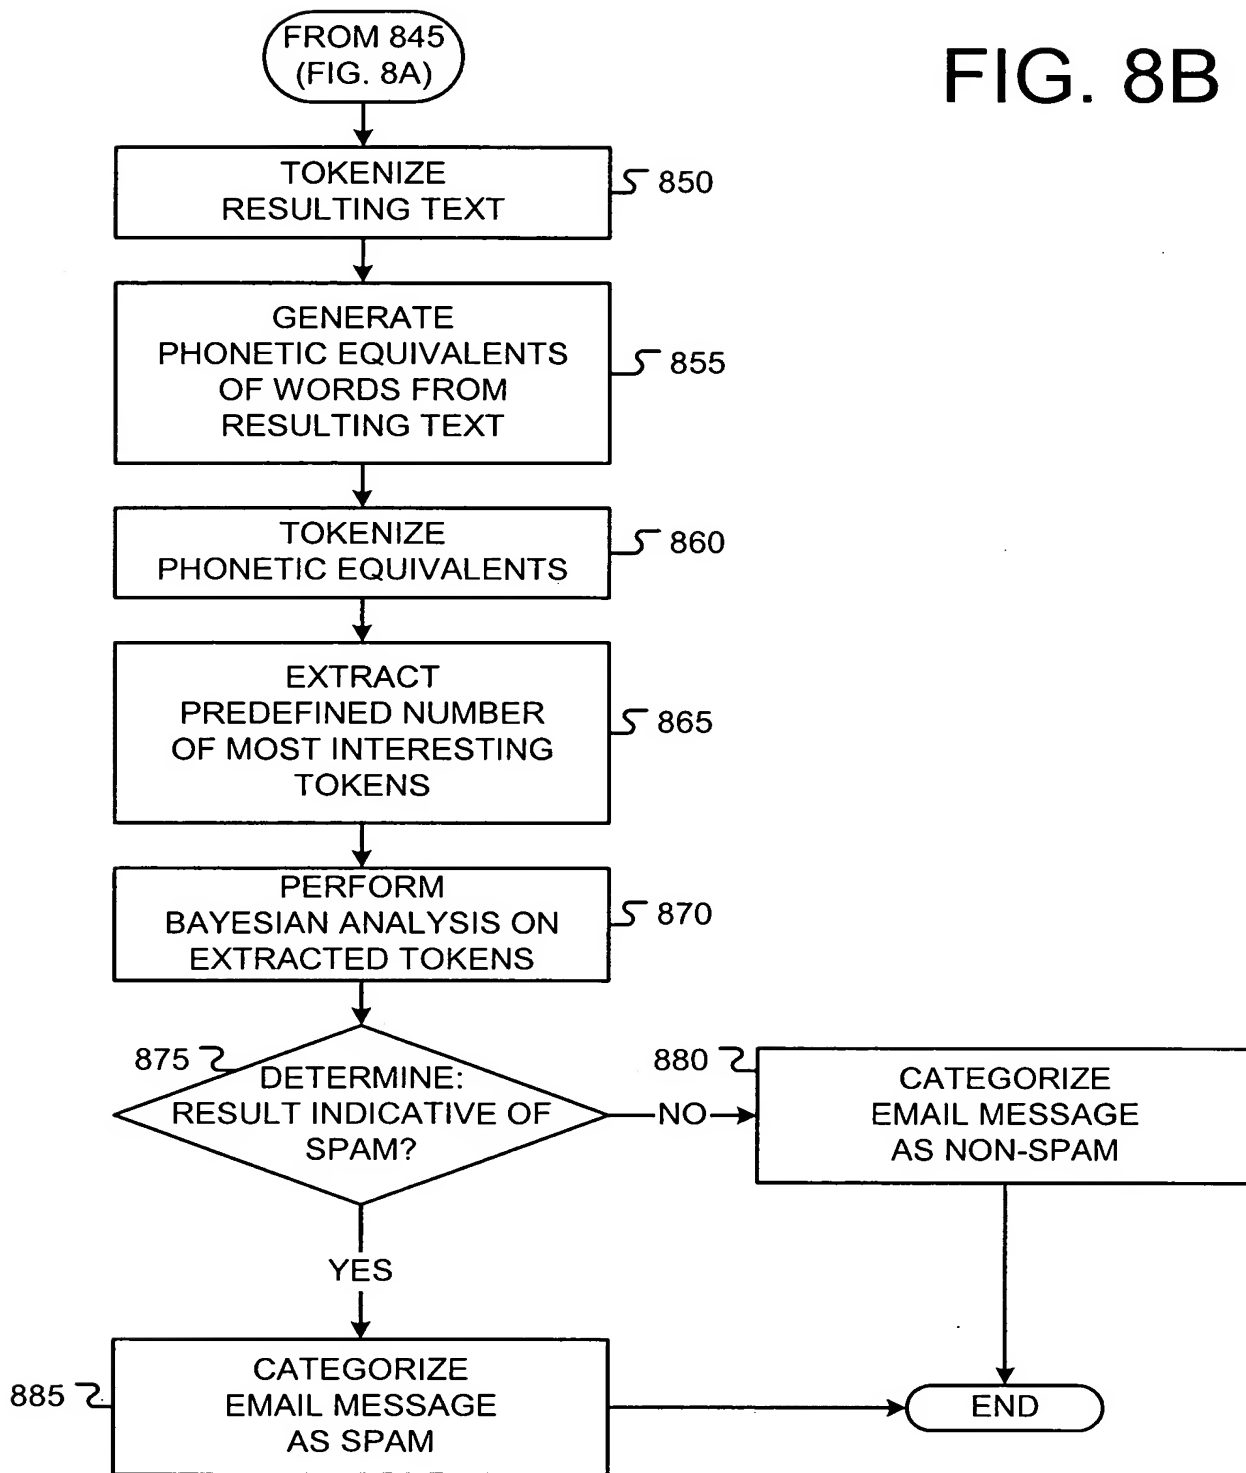 FROM 845
(FIG. 8A)
FIG. 8B
TOKENIZE
RESULTING TEXT
850
GENERATE
PHONETIC EQUIVALENTS
OF WORDS FROM
RESULTING TEXT
855
TOKENIZE
PHONETIC EQUIVALENTS
860
EXTRACT
PREDEFINED NUMBER
OF MOST INTERESTING
TOKENS
865
PERFORM
BAYESIAN ANALYSIS ON
EXTRACTED TOKENS
870
875
DETERMINE:
RESULT INDICATIVE OF
SPAM?
NO
880
CATEGORIZE
EMAIL MESSAGE
AS NON-SPAM
YES
885
CATEGORIZE
EMAIL MESSAGE
AS SPAM
END